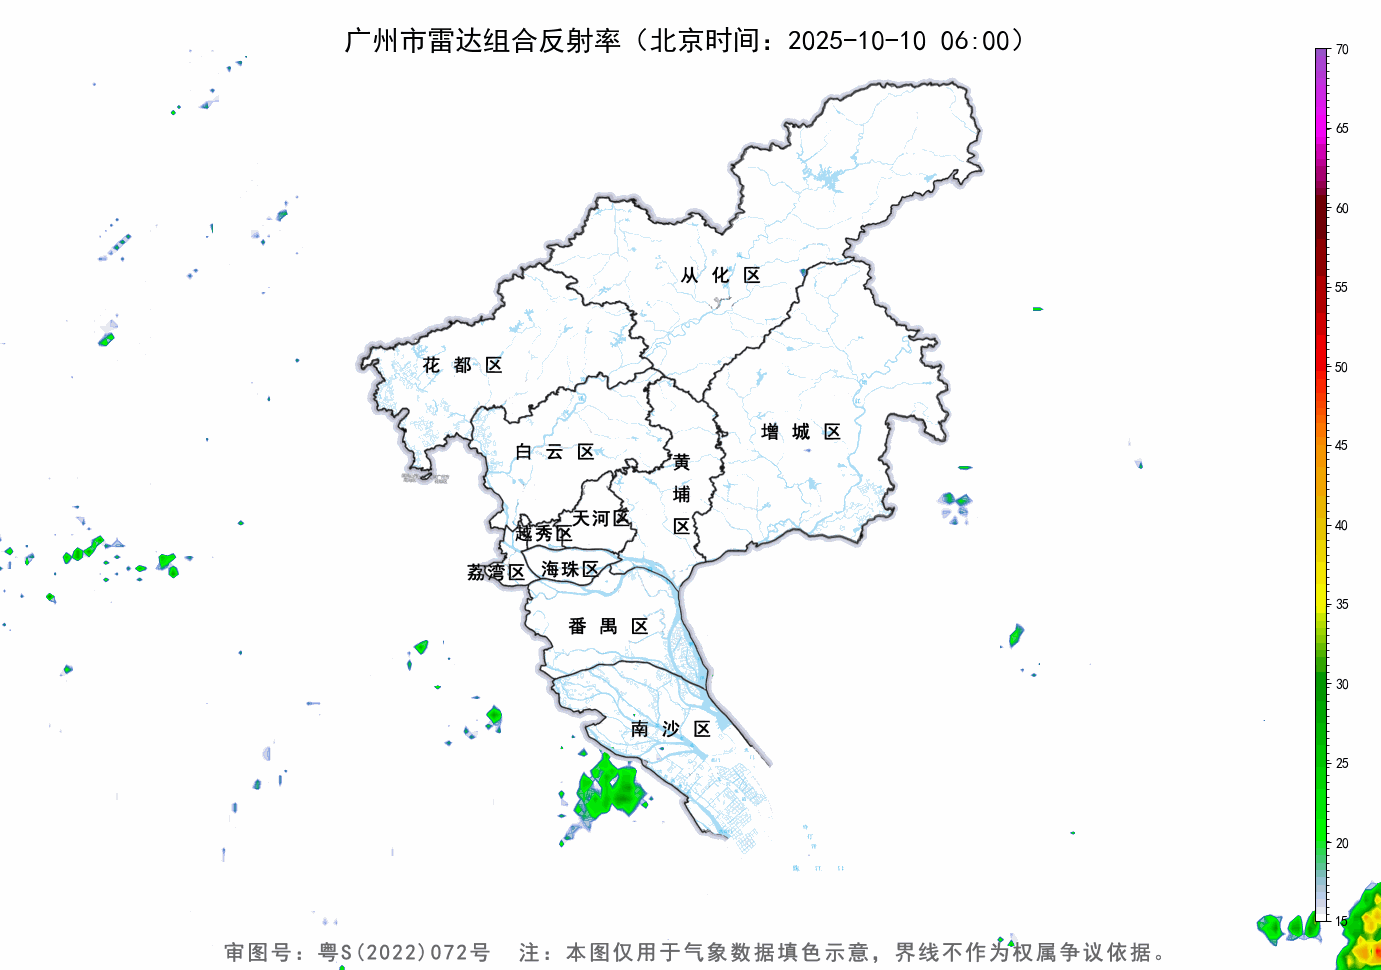 广州市雷达组合反射率（北京时间：2025-10-10 06:00）
70
65
60
55
50
45
40
35
30
25
20
15
从化区
花都区
增城区
白云区
黄埔区
天河区
越秀区
荔湾区
海珠区
番禺区
南沙区
审图号：粤S(2022)072号 注：本图仅用于气象数据填色示意，界线不作为权属争议依据。